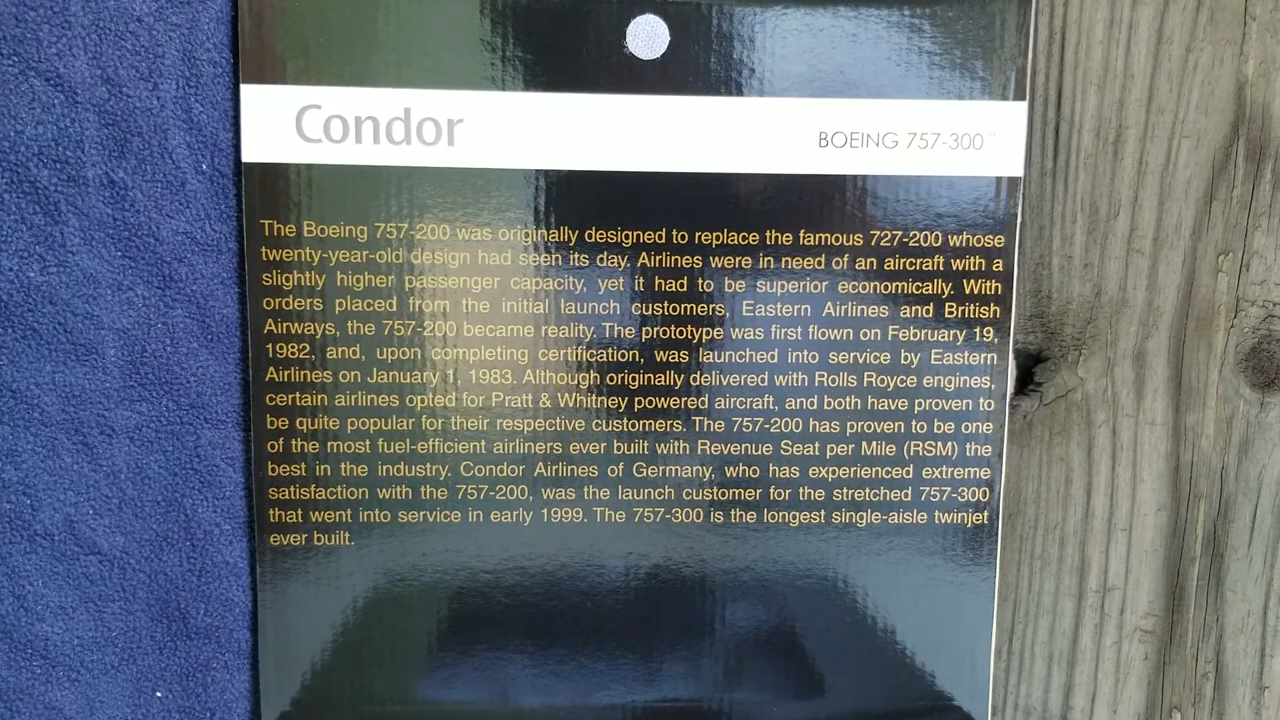 Condor
BOEING 757-300™
The Boeing 757-200 was originally designed to replace the famous 727-200 whose
twenty-year-old design had seen its day. Airlines were in need of an aircraft with a
slightly higher passenger capacity, yet it had to be superior economically. With
orders placed from the initial launch customers, Eastern Airlines and British
Airways, the 757-200 became reality. The prototype was first flown on February 19,
1982, and, upon completing certification, was launched into service by Eastern
Airlines on January 1, 1983. Although originally delivered with Rolls Royce engines,
certain airlines opted for Pratt & Whitney powered aircraft, and both have proven to
be quite popular for their respective customers. The 757-200 has proven to be one
of the most fuel-efficient airliners ever built with Revenue Seat per Mile (RSM) the
best in the industry. Condor Airlines of Germany, who has experienced extreme
satisfaction with the 757-200, was the launch customer for the stretched 757-300
that went into service in early 1999. The 757-300 is the longest single-aisle twinjet
ever built.